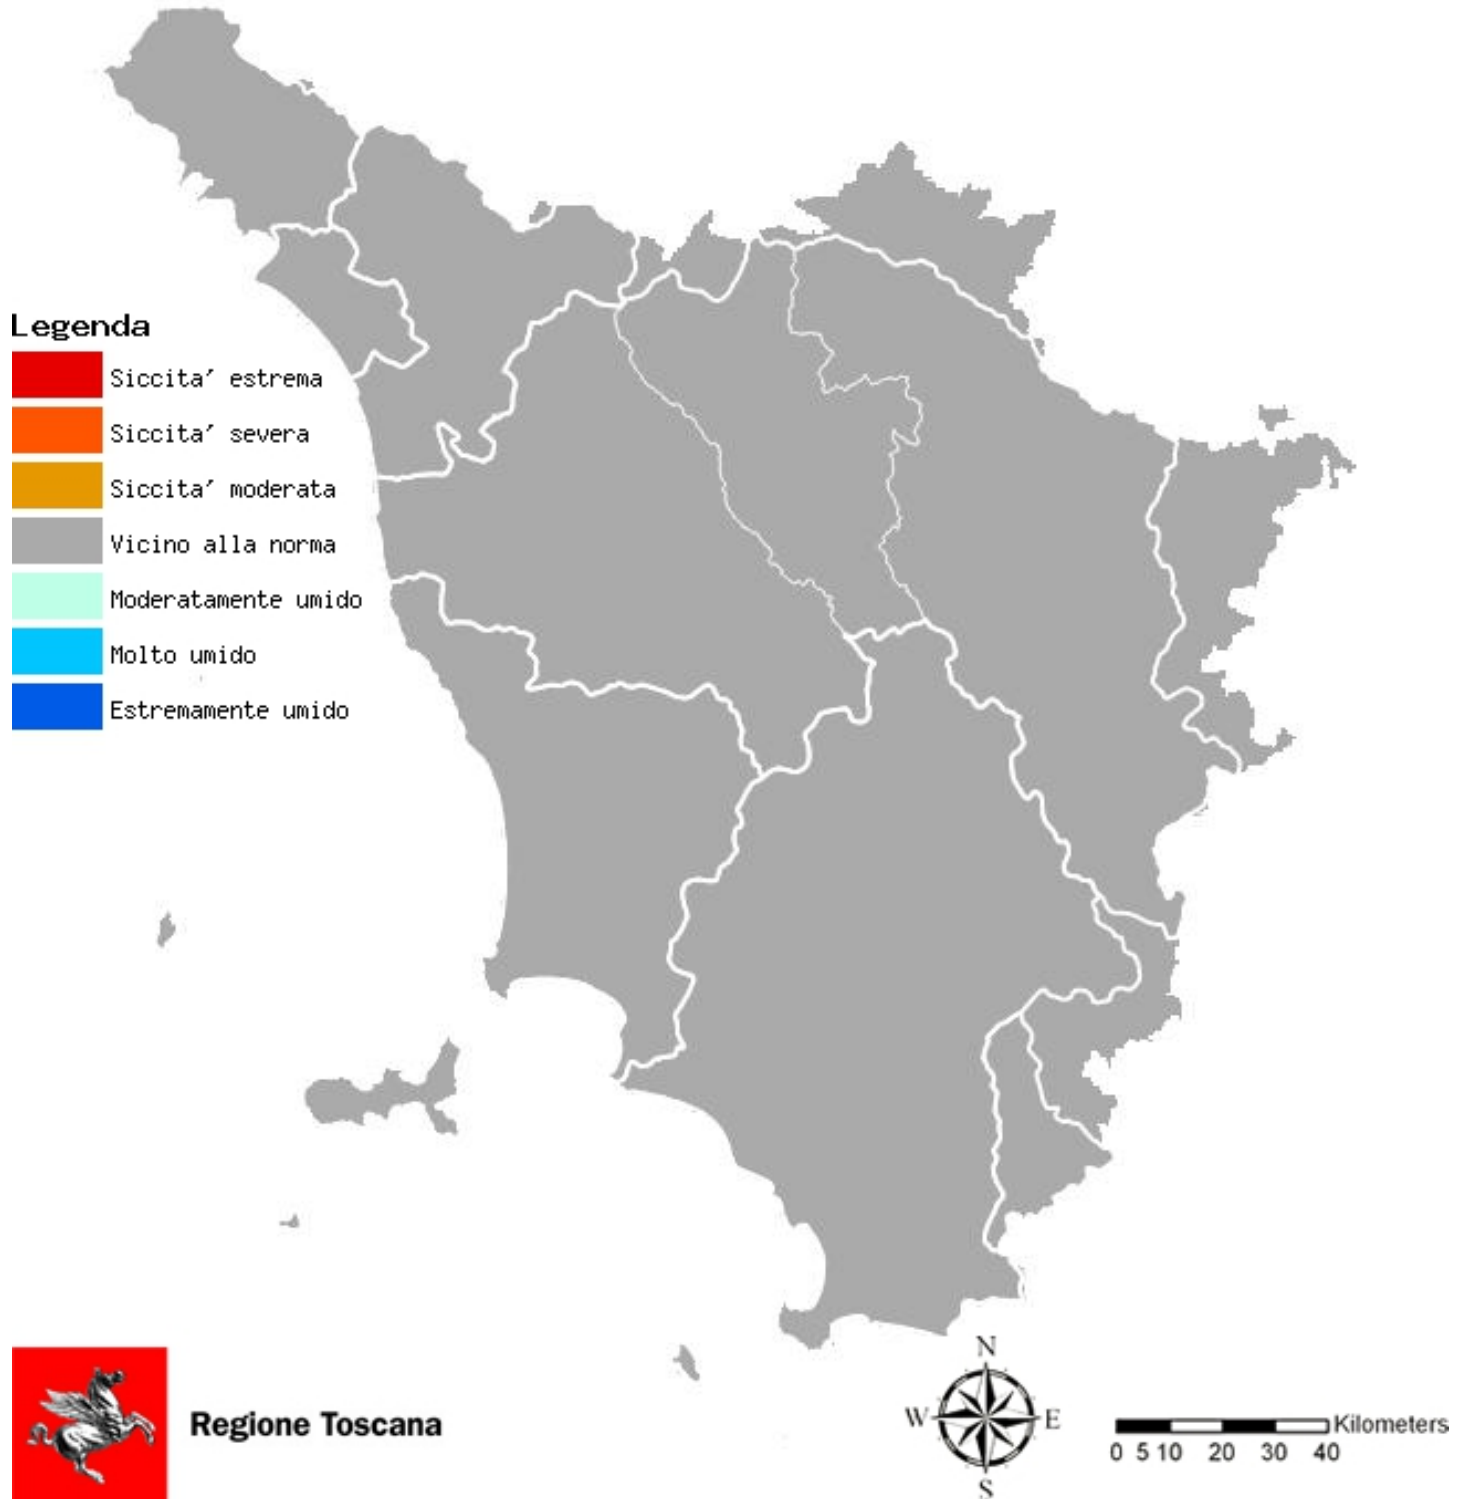 Legenda
Siccita' estrema
Siccita' severa
Siccita' moderata
Vicino alla norma
Moderatamente umido
Molto umido
Estremamente umido
Regione Toscana
N
W E
S
Kilometers
0 5 10 20 30 40